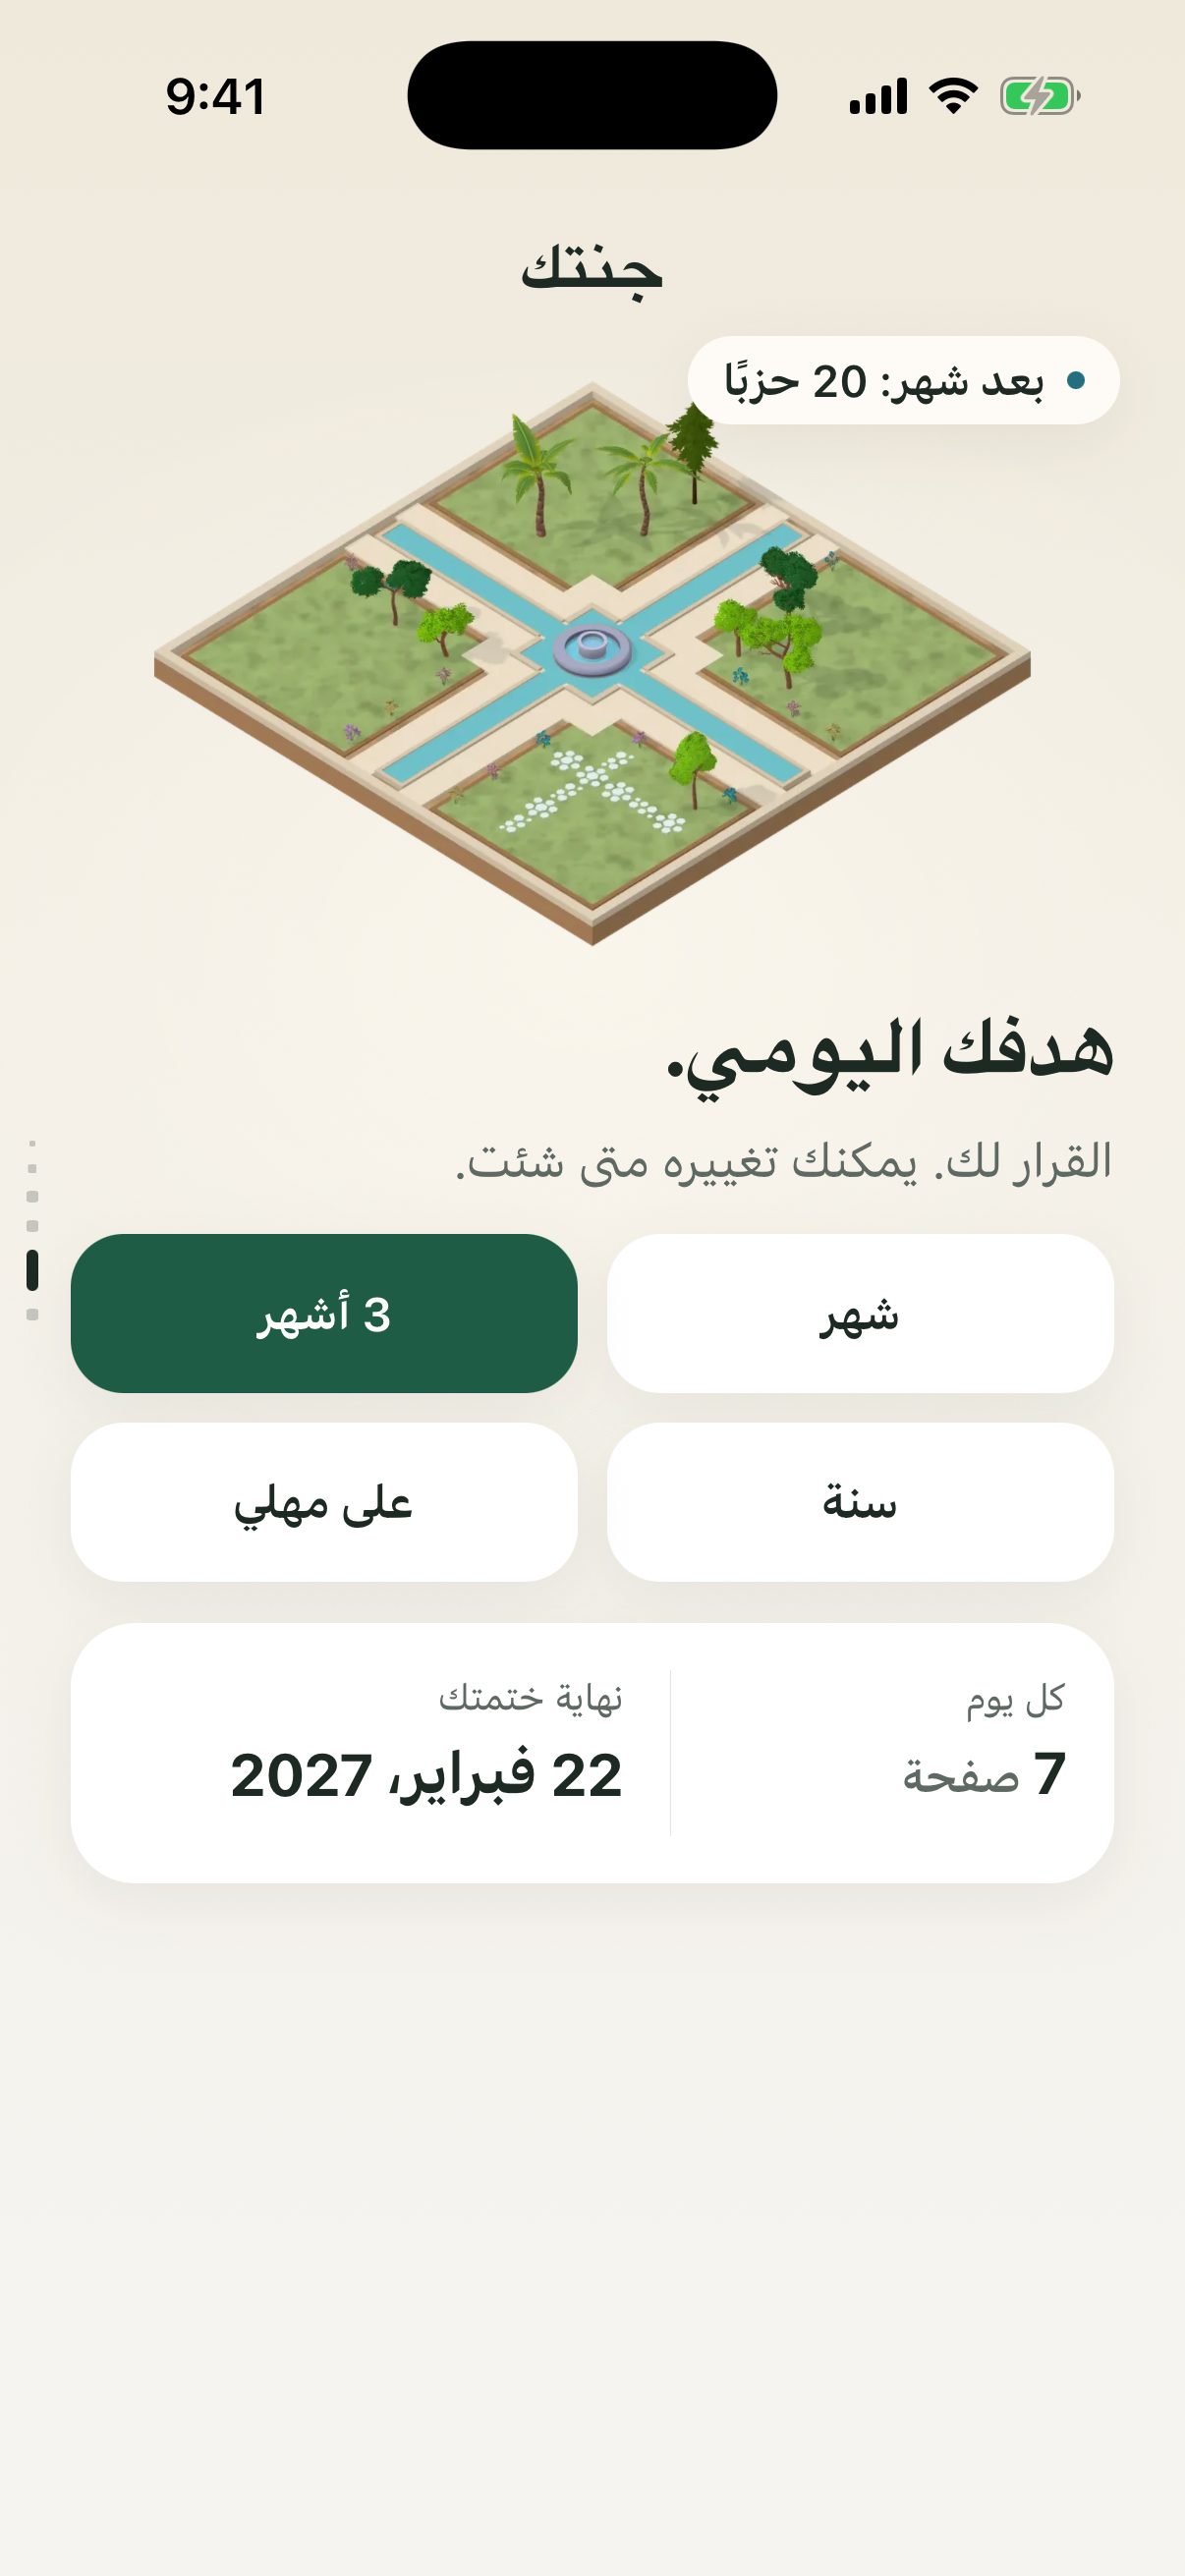 9:41
جنتك
بعد شهر: 20 حزبًا
هدفك اليومي.
القرار لك. يمكنك تغييره متى شئت.
شهر
3 أشهر
سنة
على مهلي
كل يوم
7 صفحة
نهاية ختمتك
22 فبراير، 2027